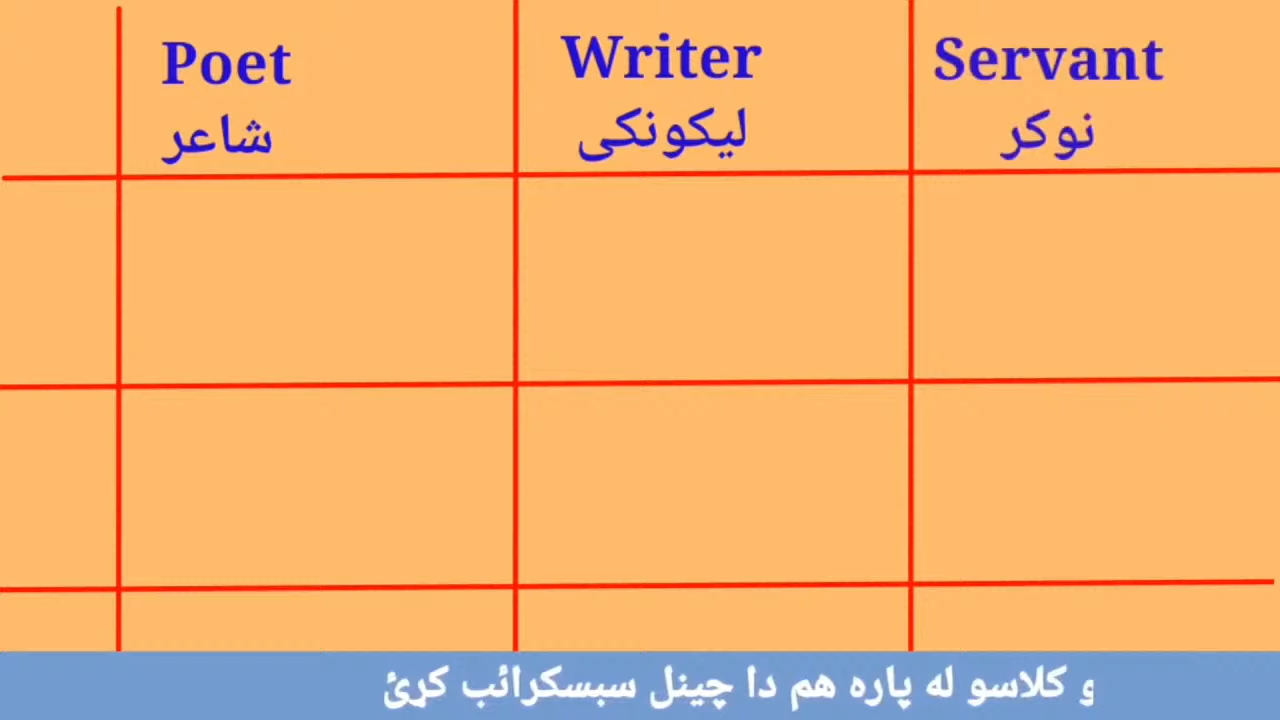 Poet
شاعر
Writer
لیکونکی
Servant
نوکر
و کلاسو له پاره هم دا چینل سبسکرائب کړئ